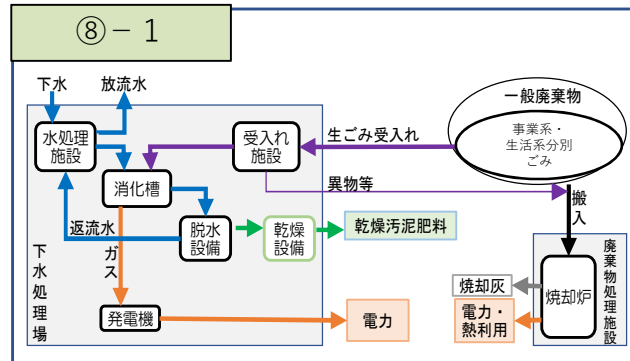 ⑧－１
下水
放流水
一般廃棄物
事業系・
生活系分別
ごみ
水処理
施設
受入れ
施設
生ごみ受入れ
消化槽
異物等
搬入
返流水
ガス
脱水
設備
乾燥
設備
乾燥汚泥肥料
下水処理場
発電機
電力
焼却灰
電力・
熱利用
焼却炉
廃棄物処理施設